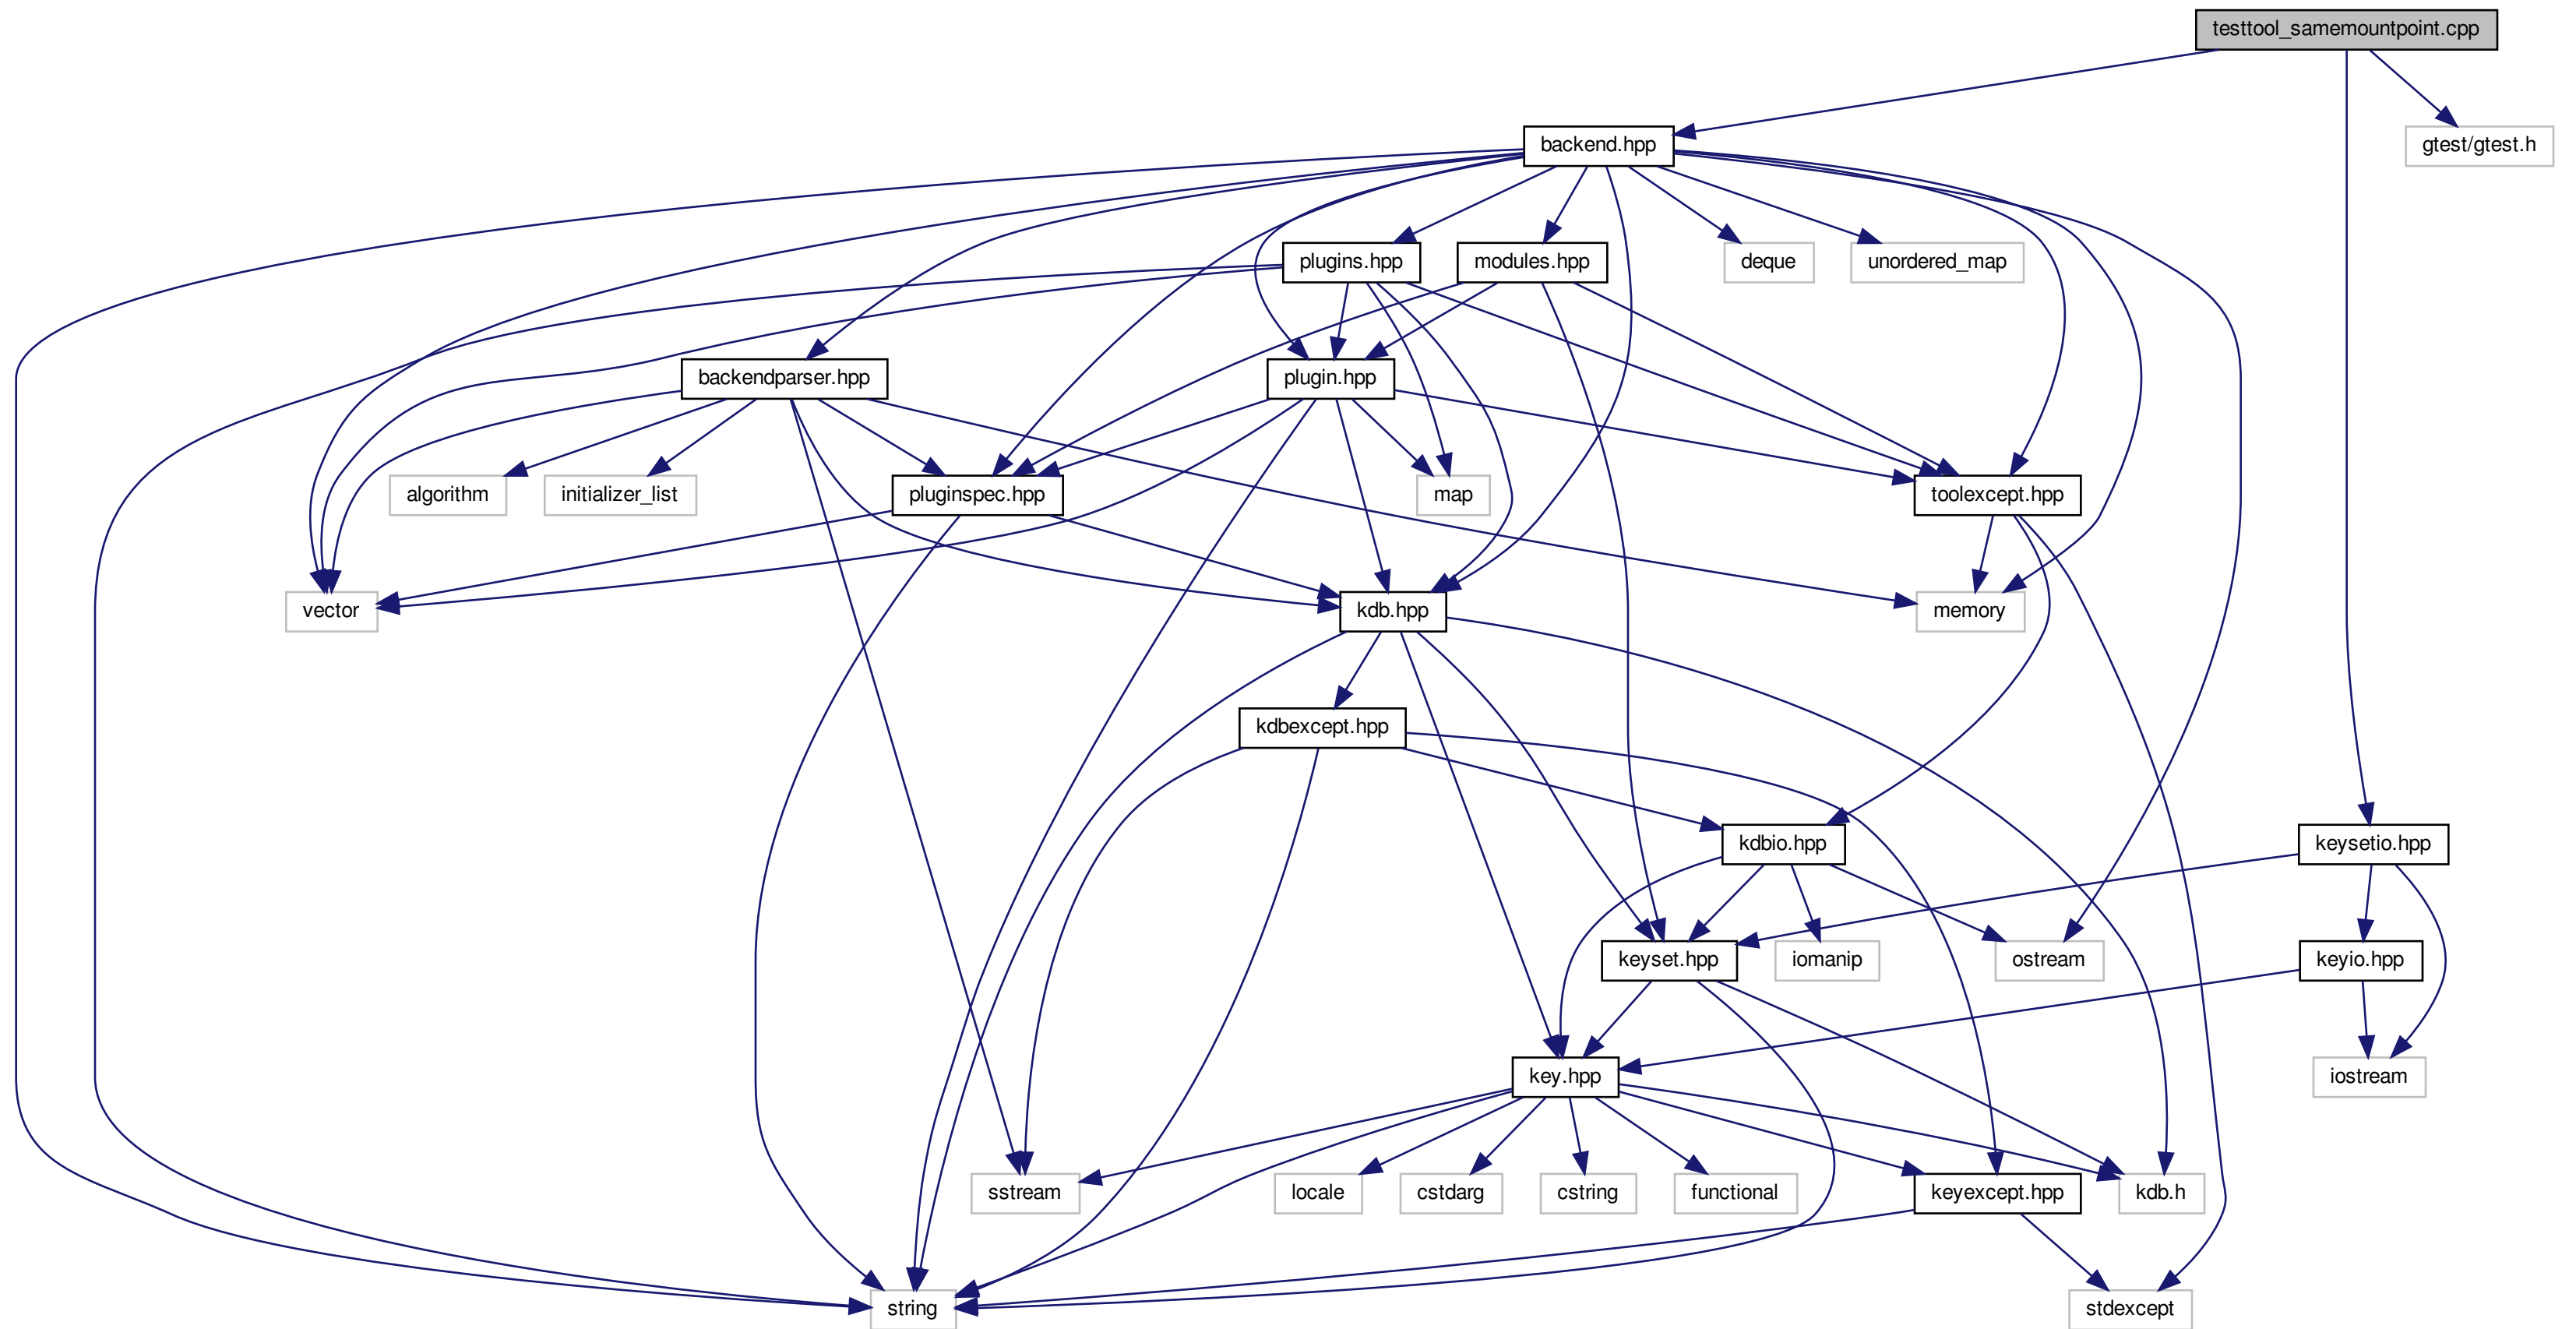 testtool_samemountpoint.cpp
backend.hpp
gtest/gtest.h
plugins.hpp
modules.hpp
deque
unordered_map
backendparser.hpp
plugin.hpp
algorithm
initializer_list
pluginspec.hpp
map
toolexcept.hpp
vector
kdb.hpp
memory
kdbexcept.hpp
kdbio.hpp
keysetio.hpp
keyset.hpp
iomanip
ostream
keyio.hpp
key.hpp
iostream
sstream
locale
cstdarg
cstring
functional
keyexcept.hpp
kdb.h
string
stdexcept